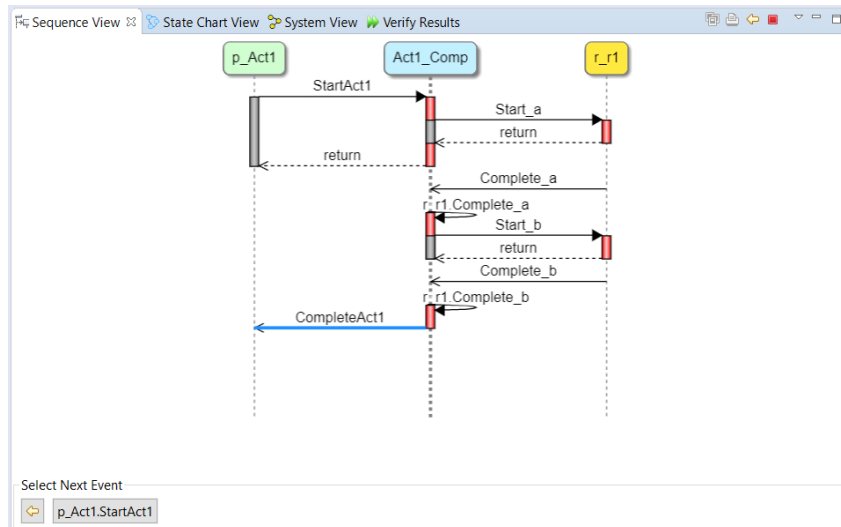 Sequence View State Chart View System View Verify Results
p_Act1 Act1_Comp r_r1
StartAct1
Start_a
return
return
Complete_a
r_r1.Complete_a
Start_b
return
Complete_b
r_r1.Complete_b
CompleteAct1
Select Next Event
p_Act1.StartAct1